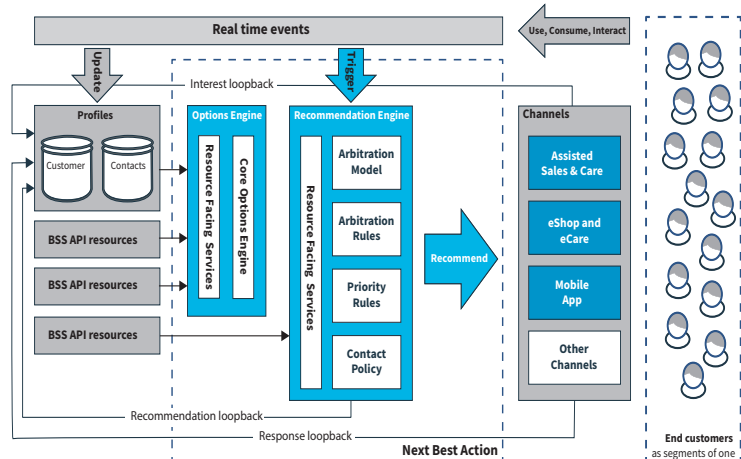 Real time events
Use, Consume, Interact
Update
Trigger
Interest loopback
Profiles
Customer
Contacts
BSS API resources
BSS API resources
BSS API resources
Options Engine
Resource Facing Services
Core Options Engine
Recommendation Engine
Resource Facing Services
Arbitration
Model
Arbitration
Rules
Priority
Rules
Contact
Policy
Recommend
Channels
Assisted
Sales & Care
eShop and
eCare
Mobile
App
Other
Channels
Recommendation loopback
Response loopback
Next Best Action
End customers
as segments of one